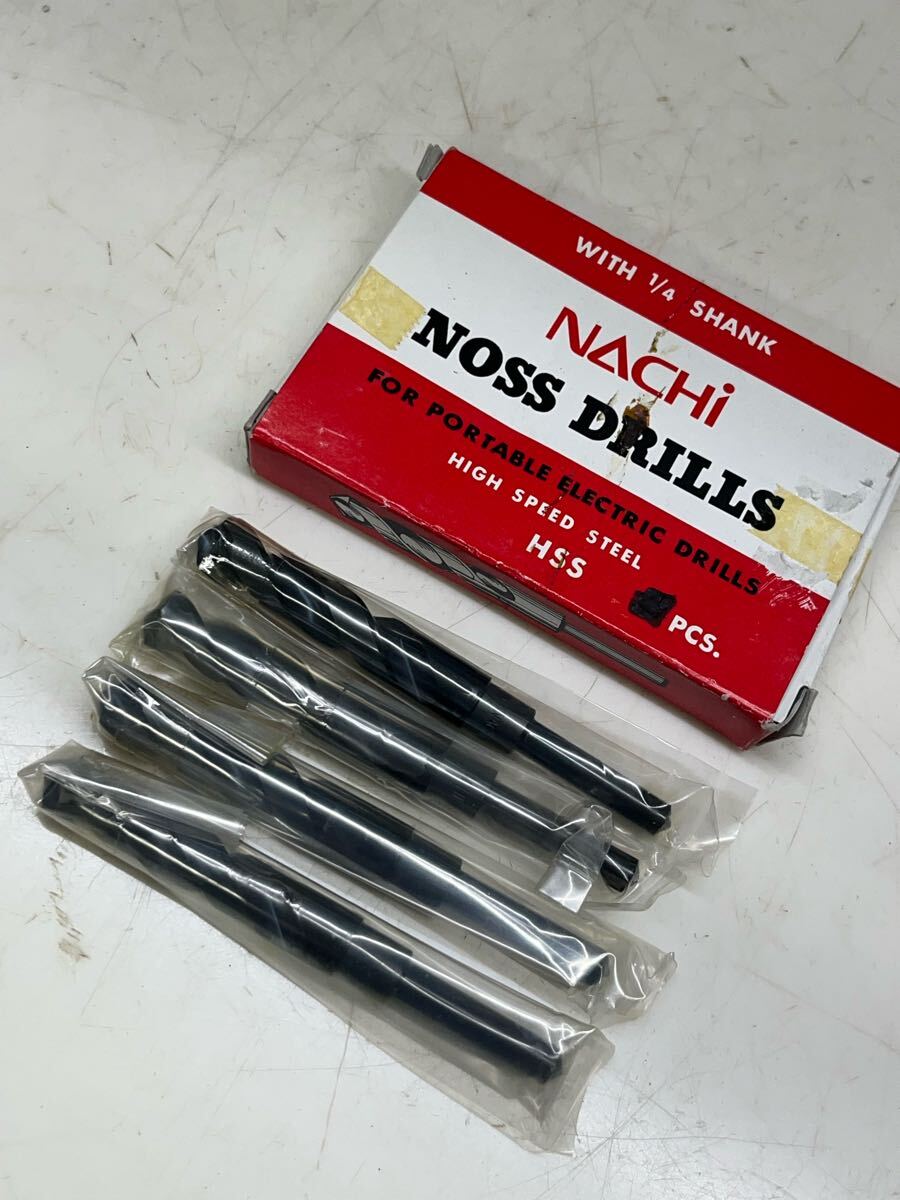 WITH 1/4 SHANK
NACHi
NOSS DRILLS
FOR PORTABLE ELECTRIC DRILLS
HIGH SPEED STEEL
HSS
PCS.